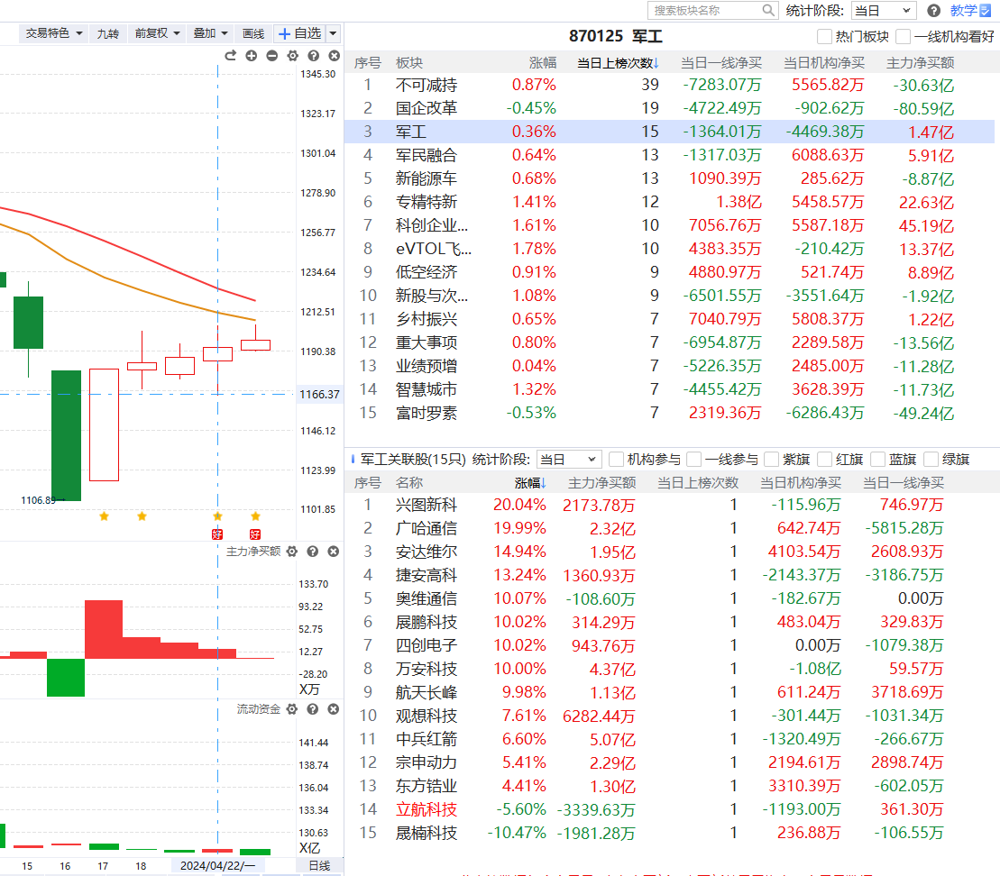 搜索板块名称 统计阶段: 当日 教学
交易特色 九转 前复权 叠加 画线 自选
870125 军工
热门板块 一线机构看好
1345.30
1323.17
1301.04
1278.90
1256.77
1234.64
1212.51
1190.38
1166.37
1146.12
1123.99
1101.85
1106.89
好 好
主力净买额
133.70
93.22
52.75
12.27
-28.20
X万
流动资金
141.44
138.74
136.04
133.34
130.63
X亿
15 16 17 18 2024/04/22/一 日线
序号 板块 涨幅 当日上榜次数↓ 当日一线净买 当日机构净买 主力净买额
1 不可减持 0.87% 39 -7283.07万 5565.82万 -30.63亿
2 国企改革 -0.45% 19 -4722.49万 -902.62万 -80.59亿
3 军工 0.36% 15 -1364.01万 -4469.38万 1.47亿
4 军民融合 0.64% 13 -1317.03万 6088.63万 5.91亿
5 新能源车 0.68% 13 1090.39万 285.62万 -8.87亿
6 专精特新 1.41% 12 1.38亿 5458.57万 22.63亿
7 科创企业... 1.61% 10 7056.76万 5587.18万 45.19亿
8 eVTOL飞... 1.78% 10 4383.35万 -210.42万 13.37亿
9 低空经济 0.91% 9 4880.97万 521.74万 8.89亿
10 新股与次... 1.08% 9 -6501.55万 -3551.64万 -1.92亿
11 乡村振兴 0.65% 7 7040.79万 5808.37万 1.22亿
12 重大事项 0.80% 7 -6954.87万 2289.58万 -13.56亿
13 业绩预增 0.04% 7 -5226.35万 2485.00万 -11.28亿
14 智慧城市 1.32% 7 -4455.42万 3628.39万 -11.73亿
15 富时罗素 -0.53% 7 2319.36万 -6286.43万 -49.24亿
军工关联股(15只) 统计阶段: 当日 机构参与 一线参与 紫旗 红旗 蓝旗 绿旗
序号 名称 涨幅↓ 主力净买额 当日上榜次数 当日机构净买 当日一线净买
1 兴图新科 20.04% 2173.78万 1 -115.96万 746.97万
2 广哈通信 19.99% 2.32亿 1 642.74万 -5815.28万
3 安达维尔 14.94% 1.95亿 1 4103.54万 2608.93万
4 捷安高科 13.24% 1360.93万 1 -2143.37万 -3186.75万
5 奥维通信 10.07% -108.60万 1 -182.67万 0.00万
6 展鹏科技 10.02% 314.29万 1 483.04万 329.83万
7 四创电子 10.02% 943.76万 1 0.00万 -1079.38万
8 万安科技 10.00% 4.37亿 1 -1.08亿 59.57万
9 航天长峰 9.98% 1.13亿 1 611.24万 3718.69万
10 观想科技 7.61% 6282.44万 1 -301.44万 -1031.34万
11 中兵红箭 6.60% 5.07亿 1 -1320.49万 -266.67万
12 宗申动力 5.41% 2.29亿 1 2194.61万 2898.74万
13 东方锆业 4.41% 1.30亿 1 3310.39万 -602.05万
14 立航科技 -5.60% -3339.63万 1 -1193.00万 361.30万
15 晟楠科技 -10.47% -1981.28万 1 236.88万 -106.55万